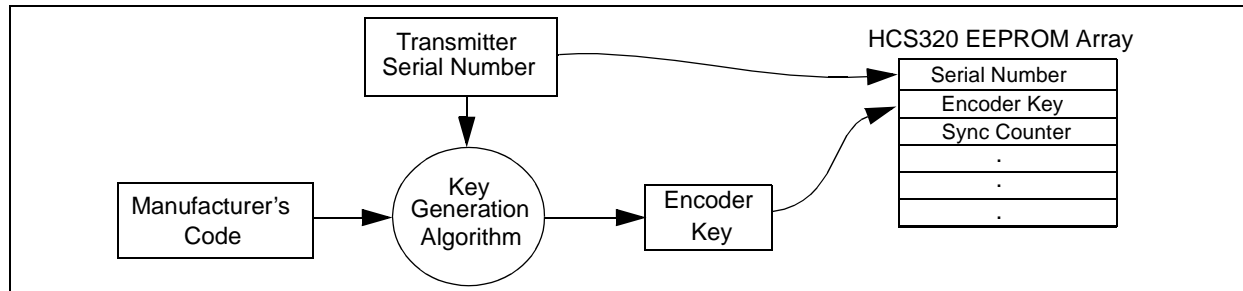 Transmitter
Serial Number
HCS320 EEPROM Array
Serial Number
Encoder Key
Sync Counter
.
.
.
Manufacturer’s
Code
Key
Generation
Algorithm
Encoder
Key